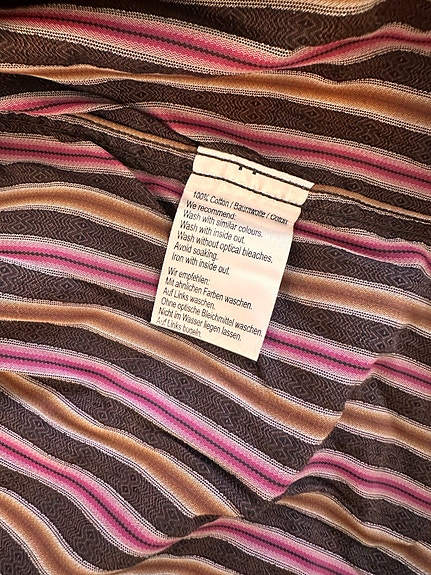 100% Cotton / Baumwolle / Cotton
We recommend:
Wash with similar colours.
Wash with inside out.
Wash without optical bleaches.
Avoid soaking.
Iron with inside out.
Wir empfehlen:
Mit ähnlichen Farben waschen.
Auf Links waschen.
Ohne optische Bleichmittel waschen.
Nicht im Wasser liegen lassen.
Auf Links bügeln.